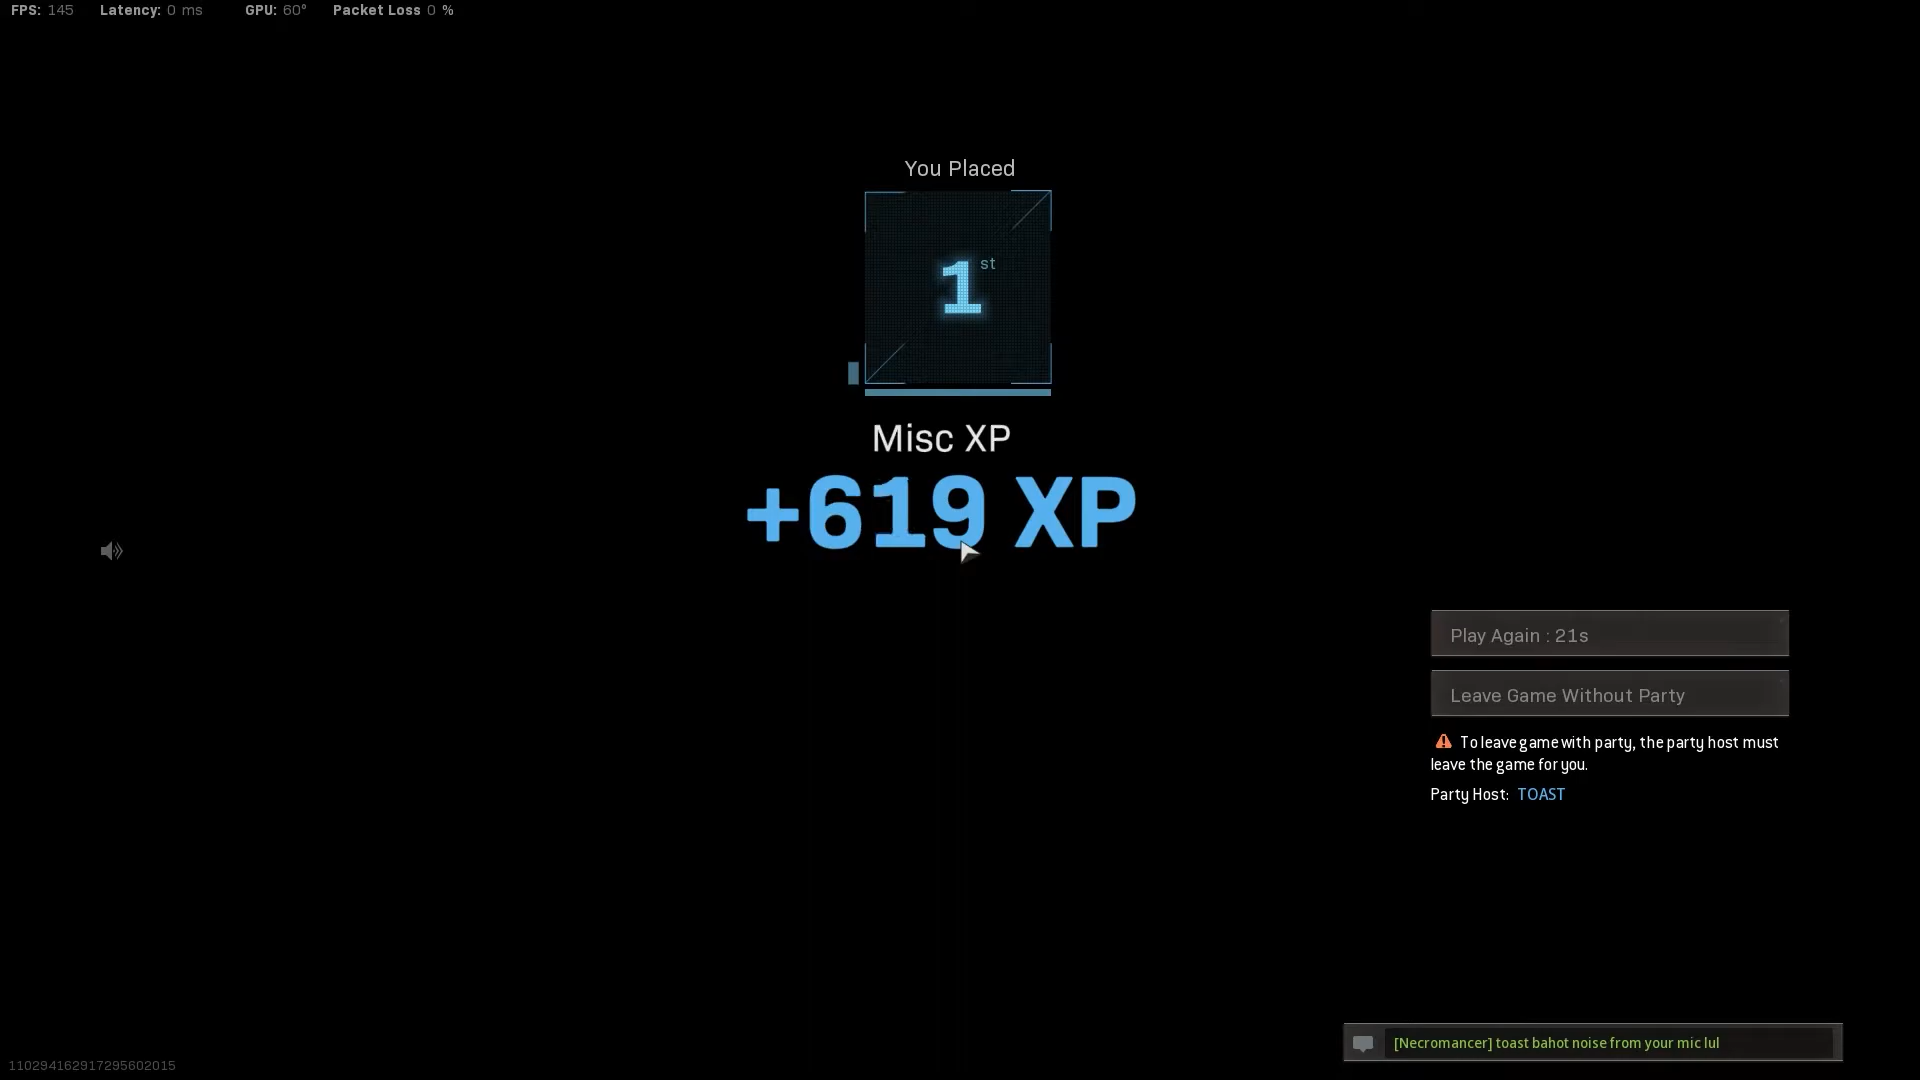 FPS: 145 Latency: 0 ms GPU: 60° Packet Loss 0 %
You Placed
1st
Misc XP
+619 XP
Play Again : 21s
Leave Game Without Party
To leave game with party, the party host must
leave the game for you.
Party Host: TOAST
[Necromancer] toast bahot noise from your mic lul
110294162917295602015